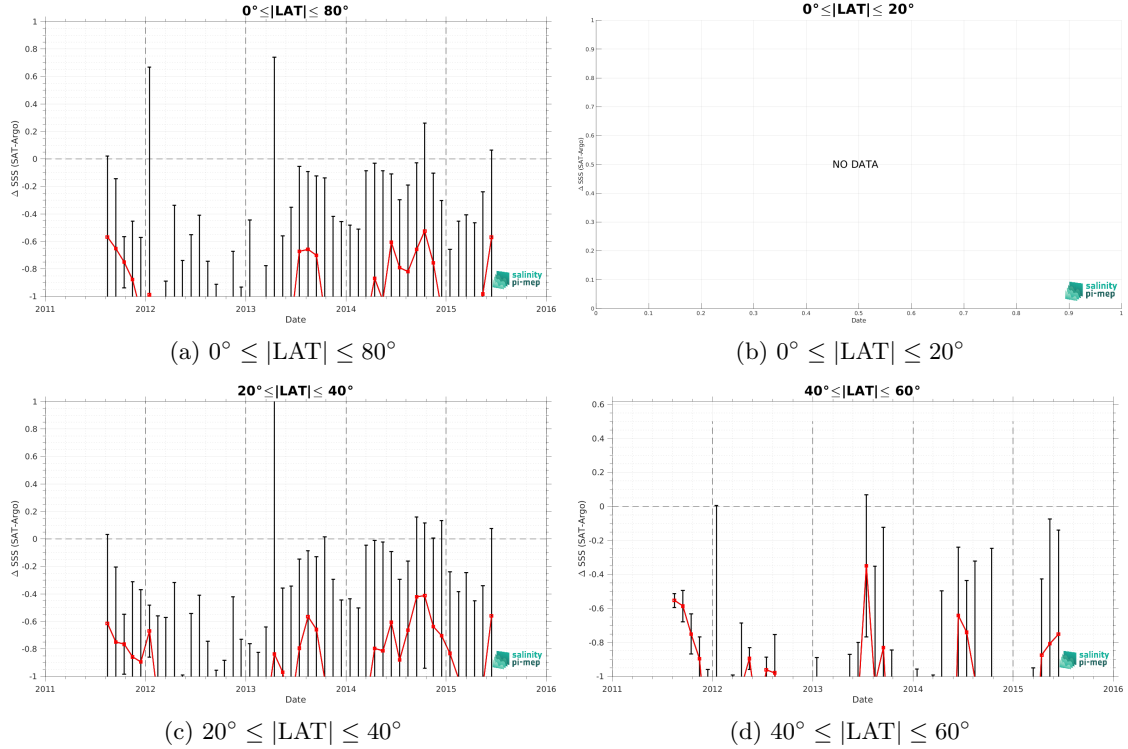 0°≤|LAT|≤ 80°
1
0.8
0.6
0.4
0.2
0
-0.2
-0.4
-0.6
-0.8
-1
Δ SSS (SAT-Argo)
2011 2012 2013 2014 2015 2016
Date
salinity
pi-mep
(a) 0° ≤ |LAT| ≤ 80°
0°≤|LAT|≤ 20°
1
0.9
0.8
0.7
0.6
0.5
0.4
0.3
0.2
0.1
0
Δ SSS (SAT-Argo)
NO DATA
0 0.1 0.2 0.3 0.4 0.5 0.6 0.7 0.8 0.9 1
Date
salinity
pi-mep
(b) 0° ≤ |LAT| ≤ 20°
20°≤|LAT|≤ 40°
1
0.8
0.6
0.4
0.2
0
-0.2
-0.4
-0.6
-0.8
-1
Δ SSS (SAT-Argo)
2011 2012 2013 2014 2015 2016
Date
salinity
pi-mep
(c) 20° ≤ |LAT| ≤ 40°
40°≤|LAT|≤ 60°
0.6
0.4
0.2
0
-0.2
-0.4
-0.6
-0.8
-1
Δ SSS (SAT-Argo)
2011 2012 2013 2014 2015 2016
Date
salinity
pi-mep
(d) 40° ≤ |LAT| ≤ 60°